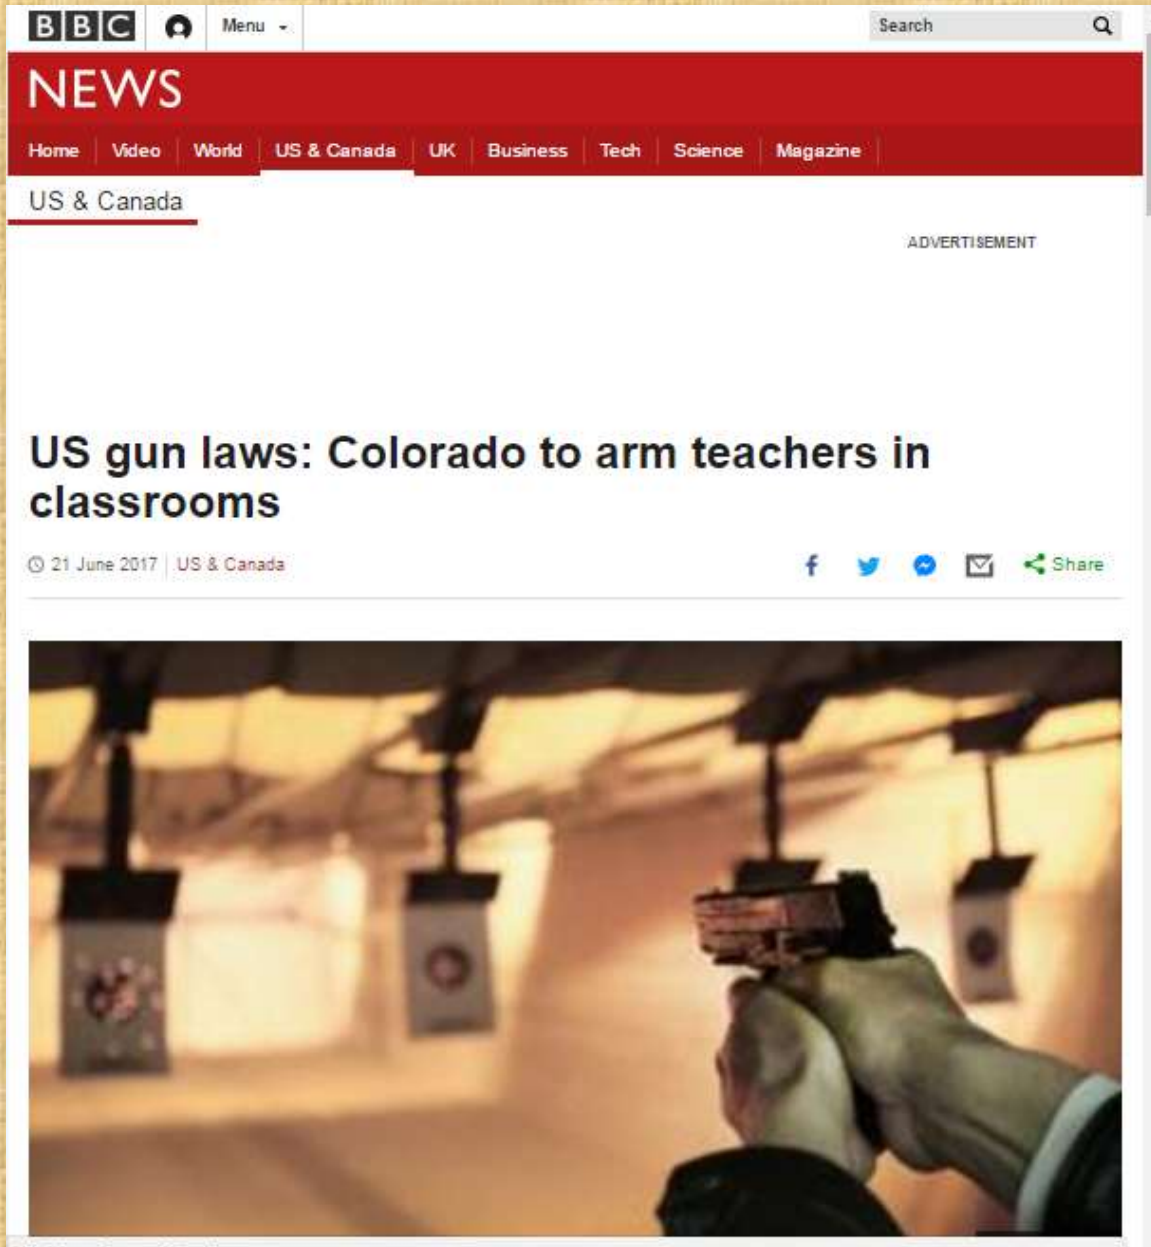 BBC Menu Search
NEWS
Home Video World US & Canada UK Business Tech Science Magazine
US & Canada
ADVERTISEMENT
US gun laws: Colorado to arm teachers in
classrooms
21 June 2017 US & Canada Share